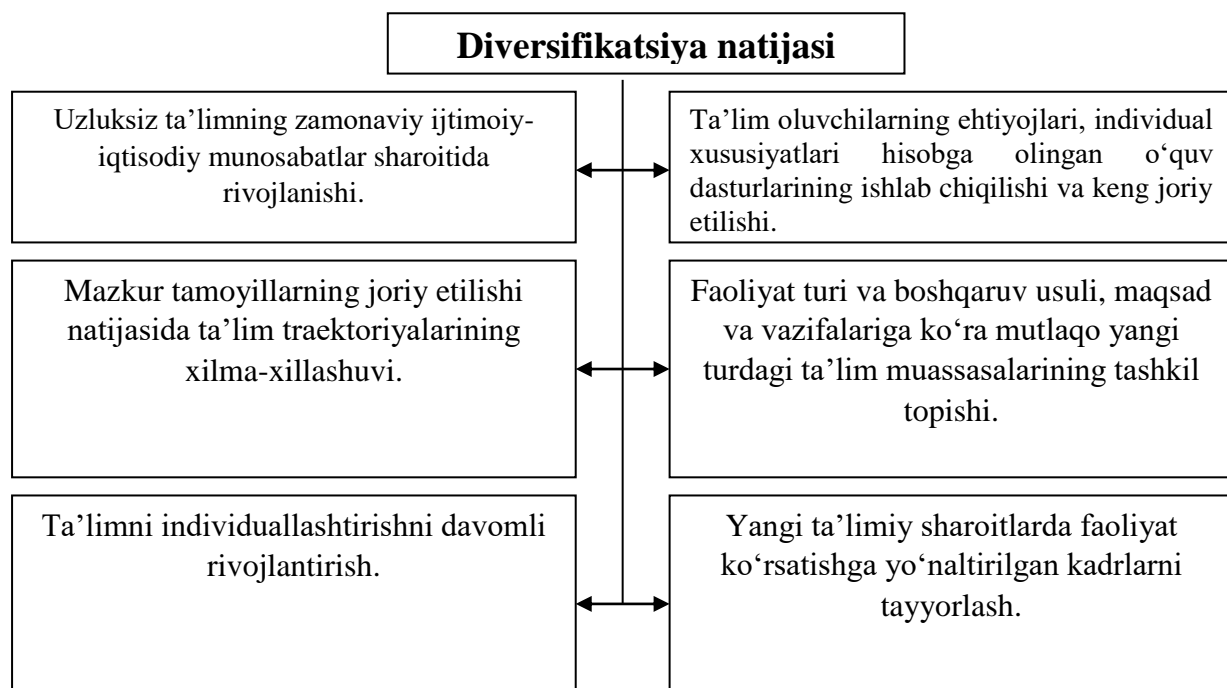 Diversifikatsiya natijasi
Uzluksiz ta’limning zamonaviy ijtimoiy-
iqtisodiy munosabatlar sharoitida
rivojlanishi.
Ta’lim oluvchilarning ehtiyojlari, individual
xususiyatlari hisobga olingan o‘quv
dasturlarining ishlab chiqilishi va keng joriy
etilishi.
Mazkur tamoyillarning joriy etilishi
natijasida ta’lim traektoriyalarining
xilma-xillashuvi.
Faoliyat turi va boshqaruv usuli, maqsad
va vazifalariga ko‘ra mutlaqo yangi
turdagi ta’lim muassasalarining tashkil
topishi.
Ta’limni individuallashtirishni davomli
rivojlantirish.
Yangi ta’limiy sharoitlarda faoliyat
ko‘rsatishga yo‘naltirilgan kadrlarni
tayyorlash.